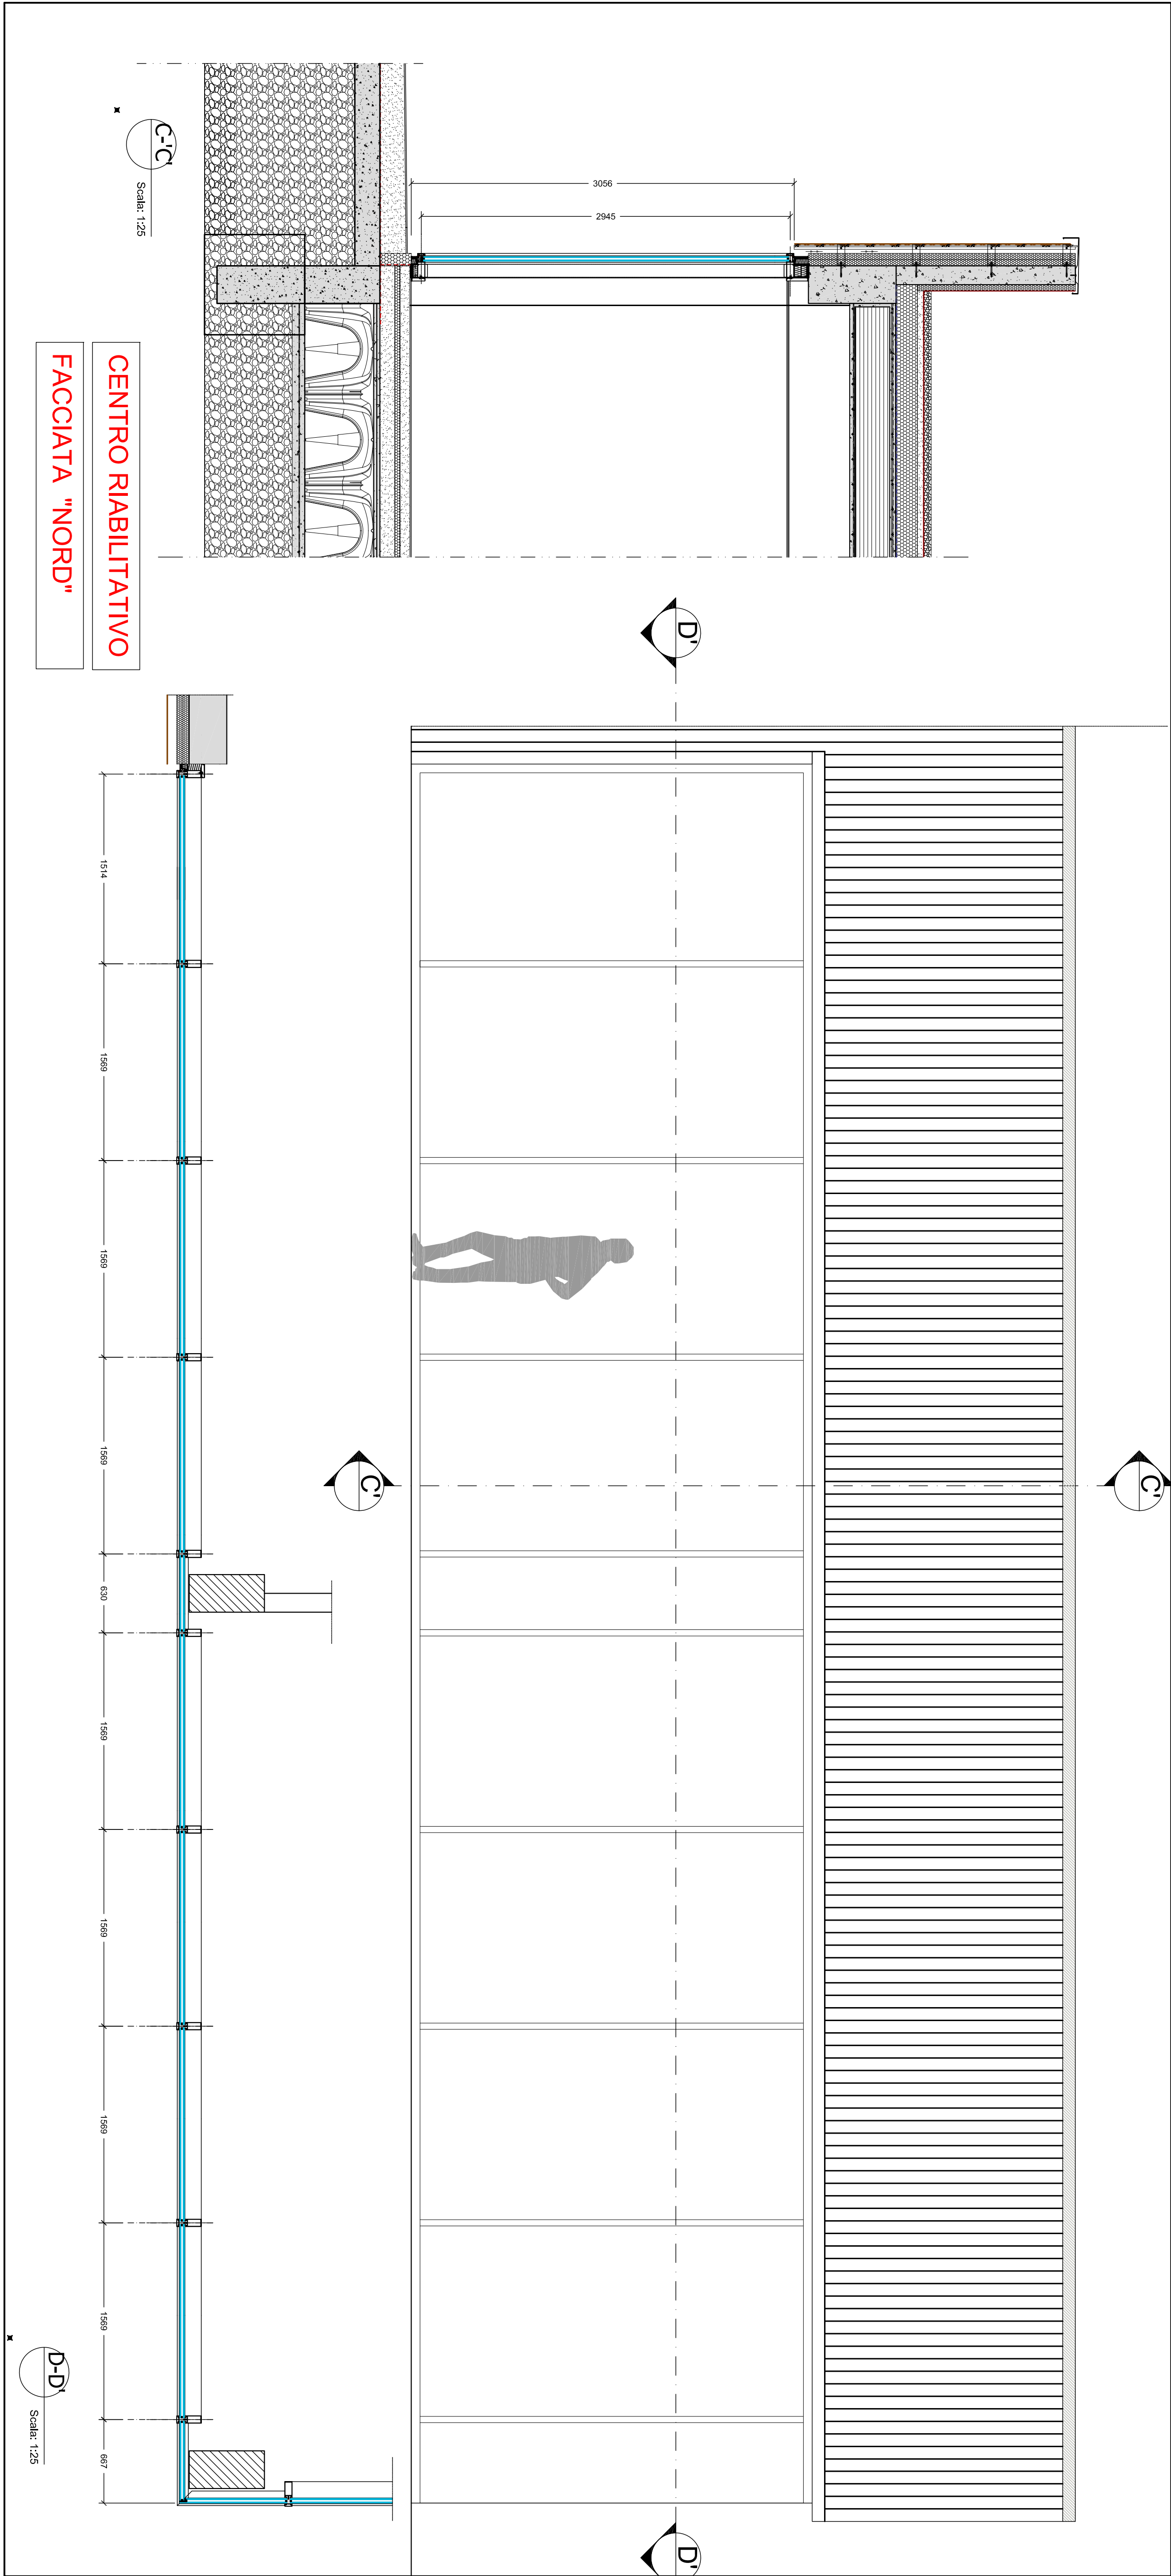 C-'C'
Scala: 1:25
3056
2945
CENTRO RIABILITATIVO
FACCIATA "NORD"
D'
C'
C'
D'
1514
1569
1569
1569
630
1569
1569
1569
1569
667
D-D'
Scala: 1:25